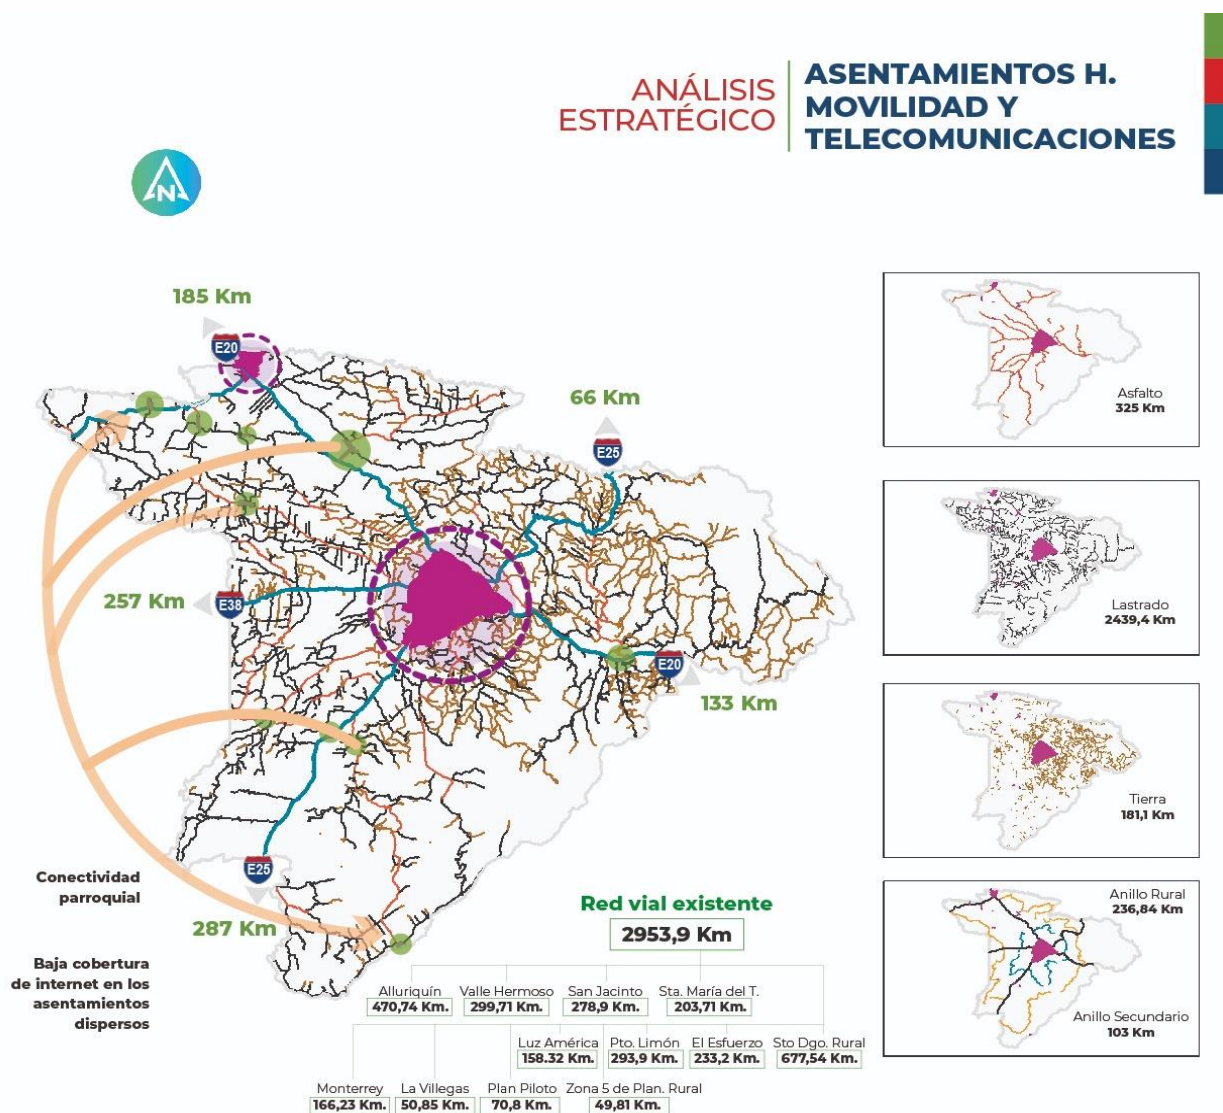 ANÁLISIS
ESTRATÉGICO
ASENTAMIENTOS H.
MOVILIDAD Y
TELECOMUNICACIONES
N
185 Km
E20
66 Km
E25
257 Km
E38
E20
133 Km
E25
287 Km
Conectividad
parroquial
Baja cobertura
de internet en los
asentamientos
dispersos
Red vial existente
2953,9 Km
Alluriquín
470,74 Km.
Valle Hermoso
299,71 Km.
San Jacinto
278,9 Km.
Sta. María del T.
203,71 Km.
Luz América
158.32 Km.
Pto. Limón
293,9 Km.
El Esfuerzo
233,2 Km.
Sto Dgo. Rural
677,54 Km.
Monterrey
166,23 Km.
La Villegas
50,85 Km.
Plan Piloto
70,8 Km.
Zona 5 de Plan. Rural
49,81 Km.
Asfalto
325 Km
Lastrado
2439,4 Km
Tierra
181,1 Km
Anillo Rural
236,84 Km
Anillo Secundario
103 Km